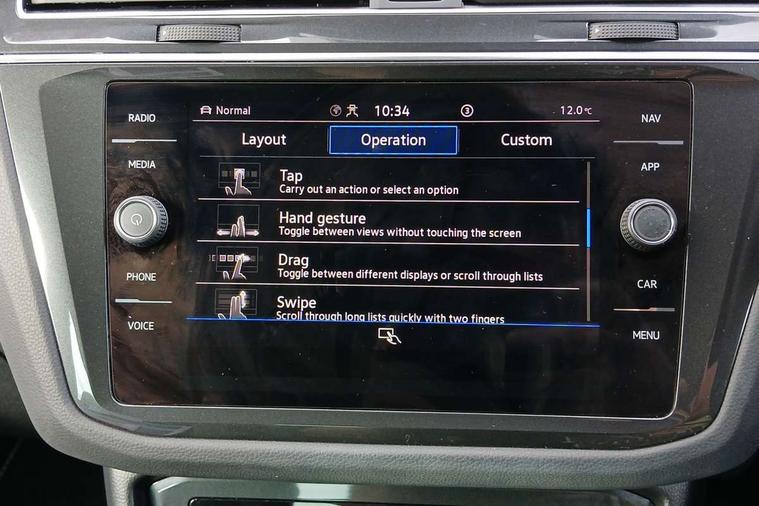 RADIO
MEDIA
PHONE
VOICE
Normal
10:34
3
12.0°C
Layout
Operation
Custom
Tap
Carry out an action or select an option
Hand gesture
Toggle between views without touching the screen
Drag
Toggle between different displays or scroll through lists
Swipe
Scroll through long lists quickly with two fingers
NAV
APP
CAR
MENU